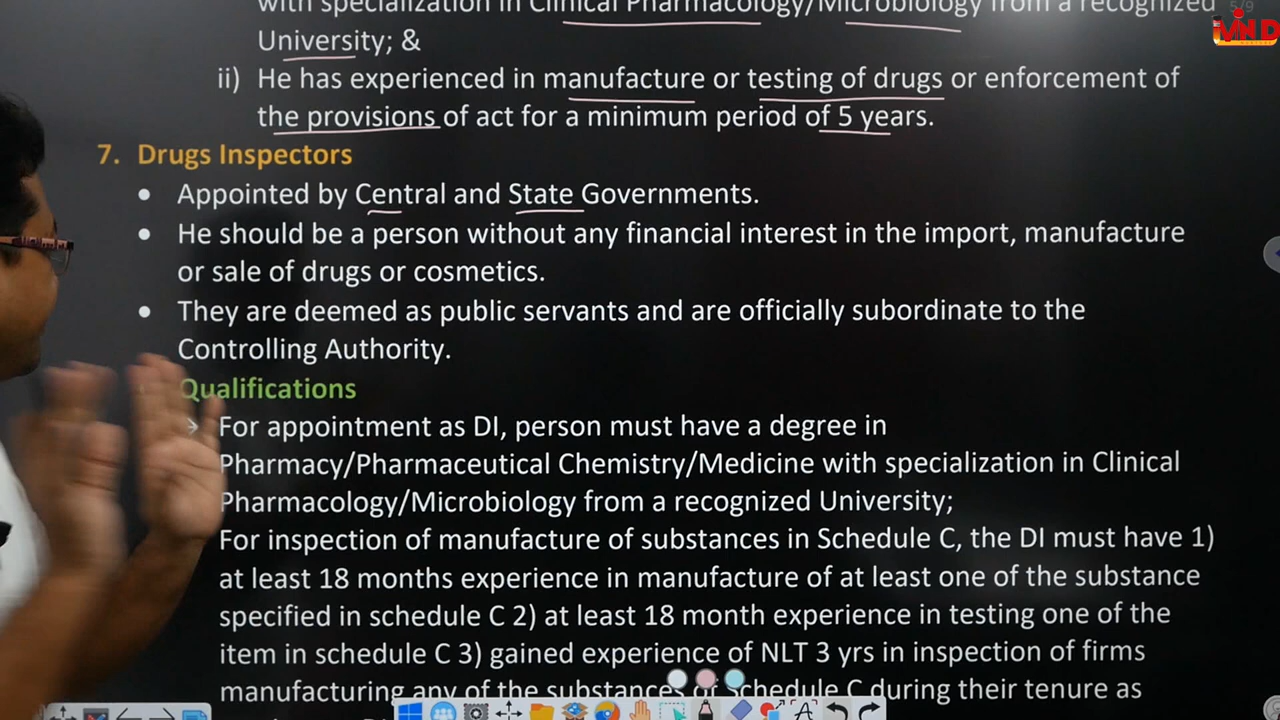 with specialization in Clinical Pharmacology/Microbiology from a recognized
5/9
University; &
ii) He has experienced in manufacture or testing of drugs or enforcement of
the provisions of act for a minimum period of 5 years.
7. Drugs Inspectors
• Appointed by Central and State Governments.
• He should be a person without any financial interest in the import, manufacture
or sale of drugs or cosmetics.
• They are deemed as public servants and are officially subordinate to the
Controlling Authority.
Qualifications
For appointment as DI, person must have a degree in
Pharmacy/Pharmaceutical Chemistry/Medicine with specialization in Clinical
Pharmacology/Microbiology from a recognized University;
For inspection of manufacture of substances in Schedule C, the DI must have 1)
at least 18 months experience in manufacture of at least one of the substance
specified in schedule C 2) at least 18 month experience in testing one of the
item in schedule C 3) gained experience of NLT 3 yrs in inspection of firms
manufacturing any of the substances of Schedule C during their tenure as